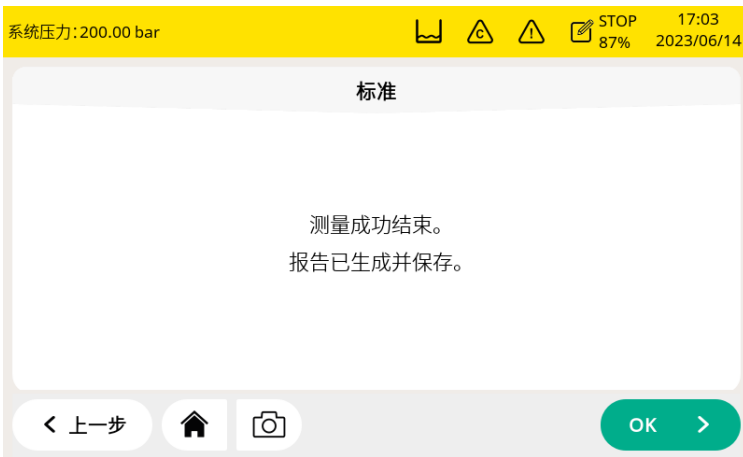 系统压力：200.00 bar
C
!
STOP
87%
17:03
2023/06/14
标准
测量成功结束。
报告已生成并保存。
上一步
OK